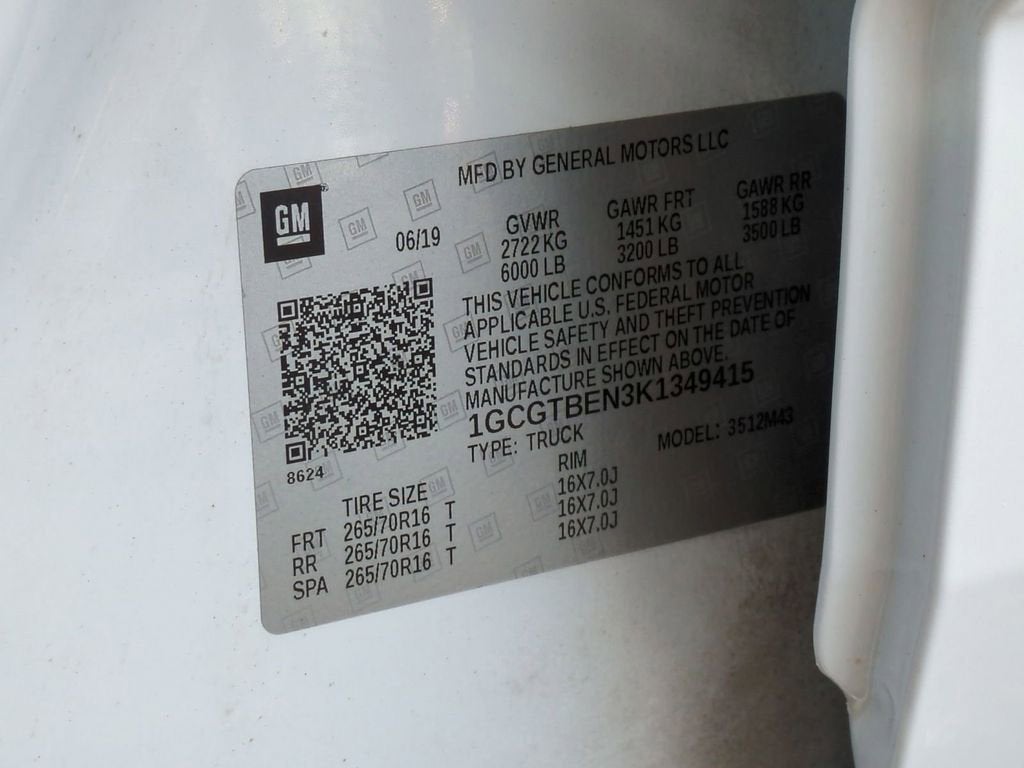 MFD BY GENERAL MOTORS LLC
GM
06/19
GVWR GAWR FRT GAWR RR
2722 KG 1451 KG 1588 KG
6000 LB 3200 LB 3500 LB
THIS VEHICLE CONFORMS TO ALL
APPLICABLE U.S. FEDERAL MOTOR
VEHICLE SAFETY AND THEFT PREVENTION
STANDARDS IN EFFECT ON THE DATE OF
MANUFACTURE SHOWN ABOVE.
1GCGTBEN3K1349415
TYPE: TRUCK MODEL: 3512M43
8624
TIRE SIZE RIM
FRT 265/70R16 T 16X7.0J
RR 265/70R16 T 16X7.0J
SPA 265/70R16 T 16X7.0J